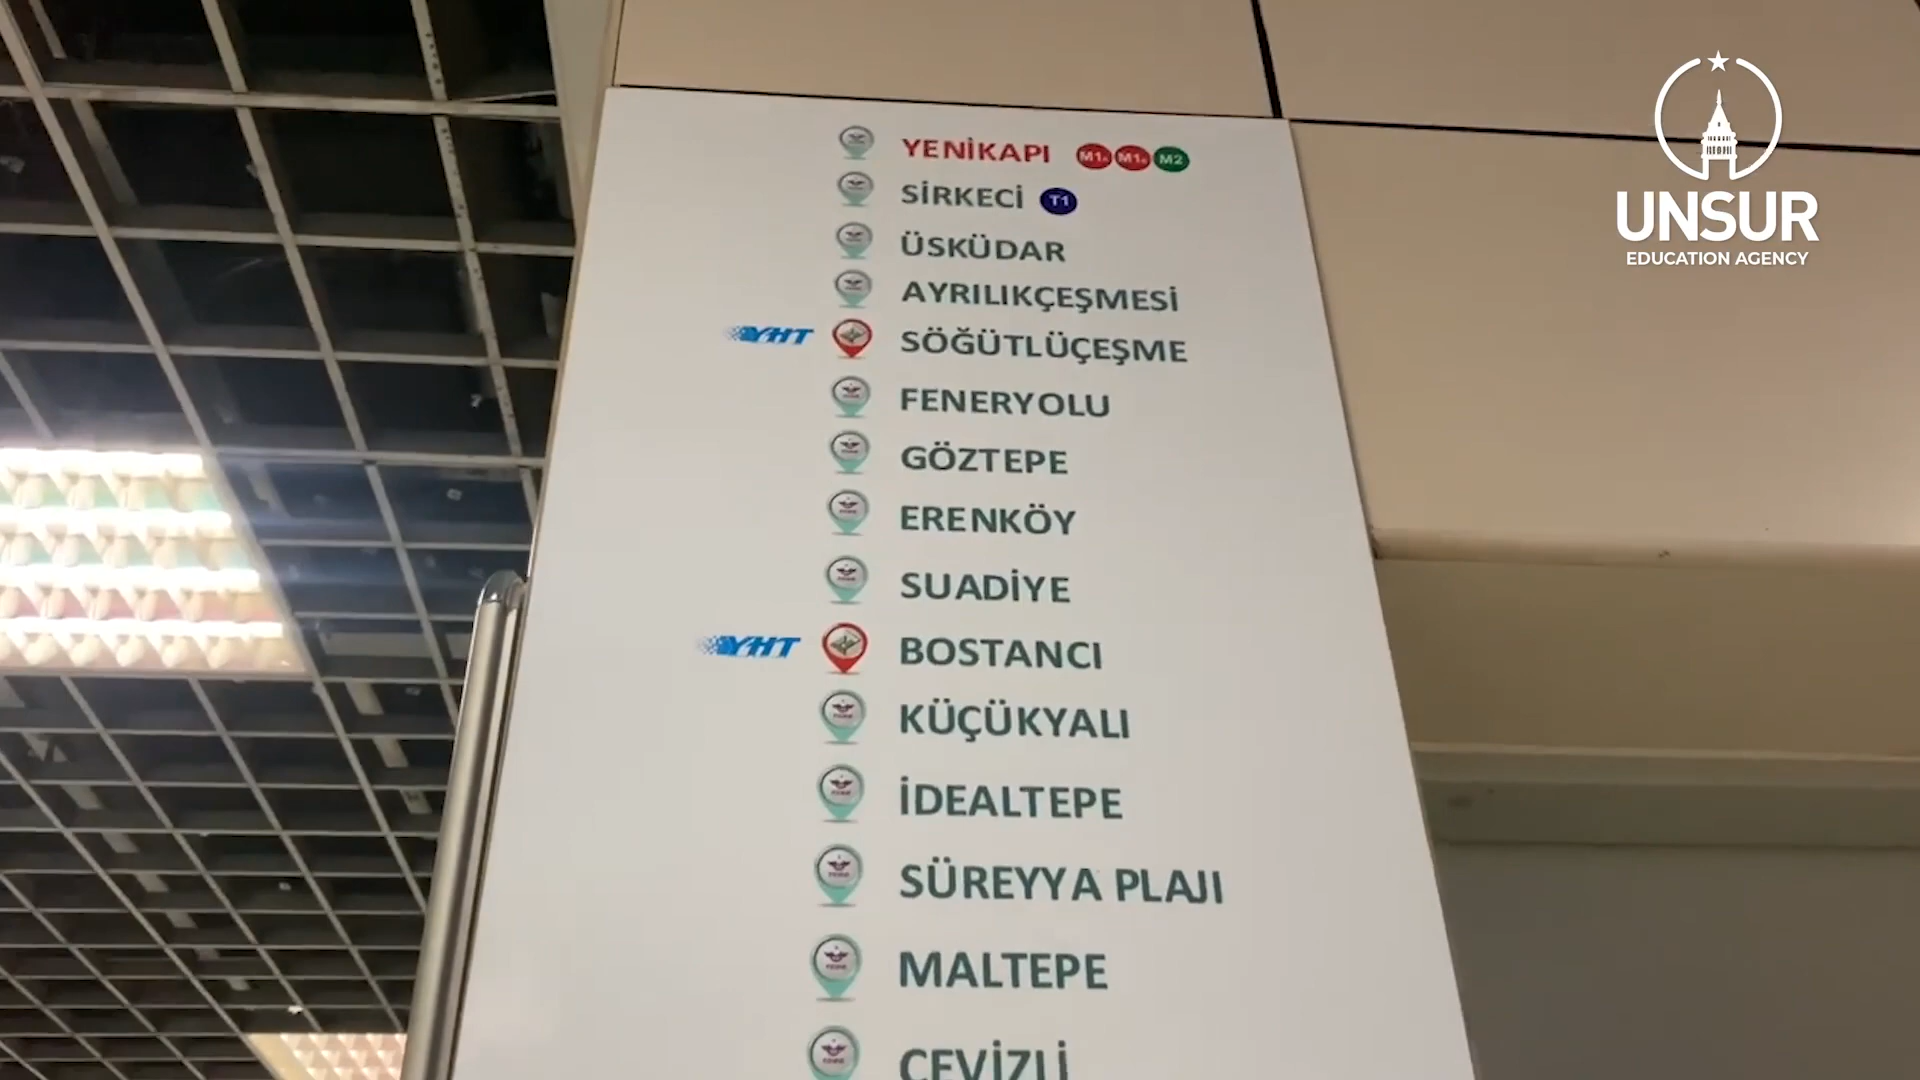 YENİKAPI M1A M1B M2
SİRKECİ T1
ÜSKÜDAR
AYRILIKÇEŞMESİ
YHT SÖĞÜTLÜÇEŞME
FENERYOLU
GÖZTEPE
ERENKÖY
SUADİYE
YHT BOSTANCI
KÜÇÜKYALI
İDEALTEPE
SÜREYYA PLAJI
MALTEPE
CEVİZLİ
UNSUR
EDUCATION AGENCY